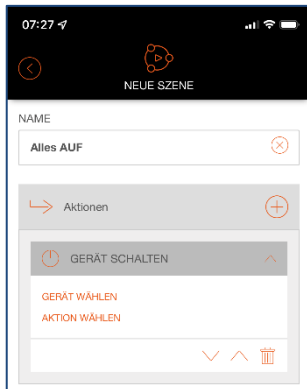 07:27
NEUE SZENE
NAME
Alles AUF
Aktionen
GERÄT SCHALTEN
GERÄT WÄHLEN
AKTION WÄHLEN